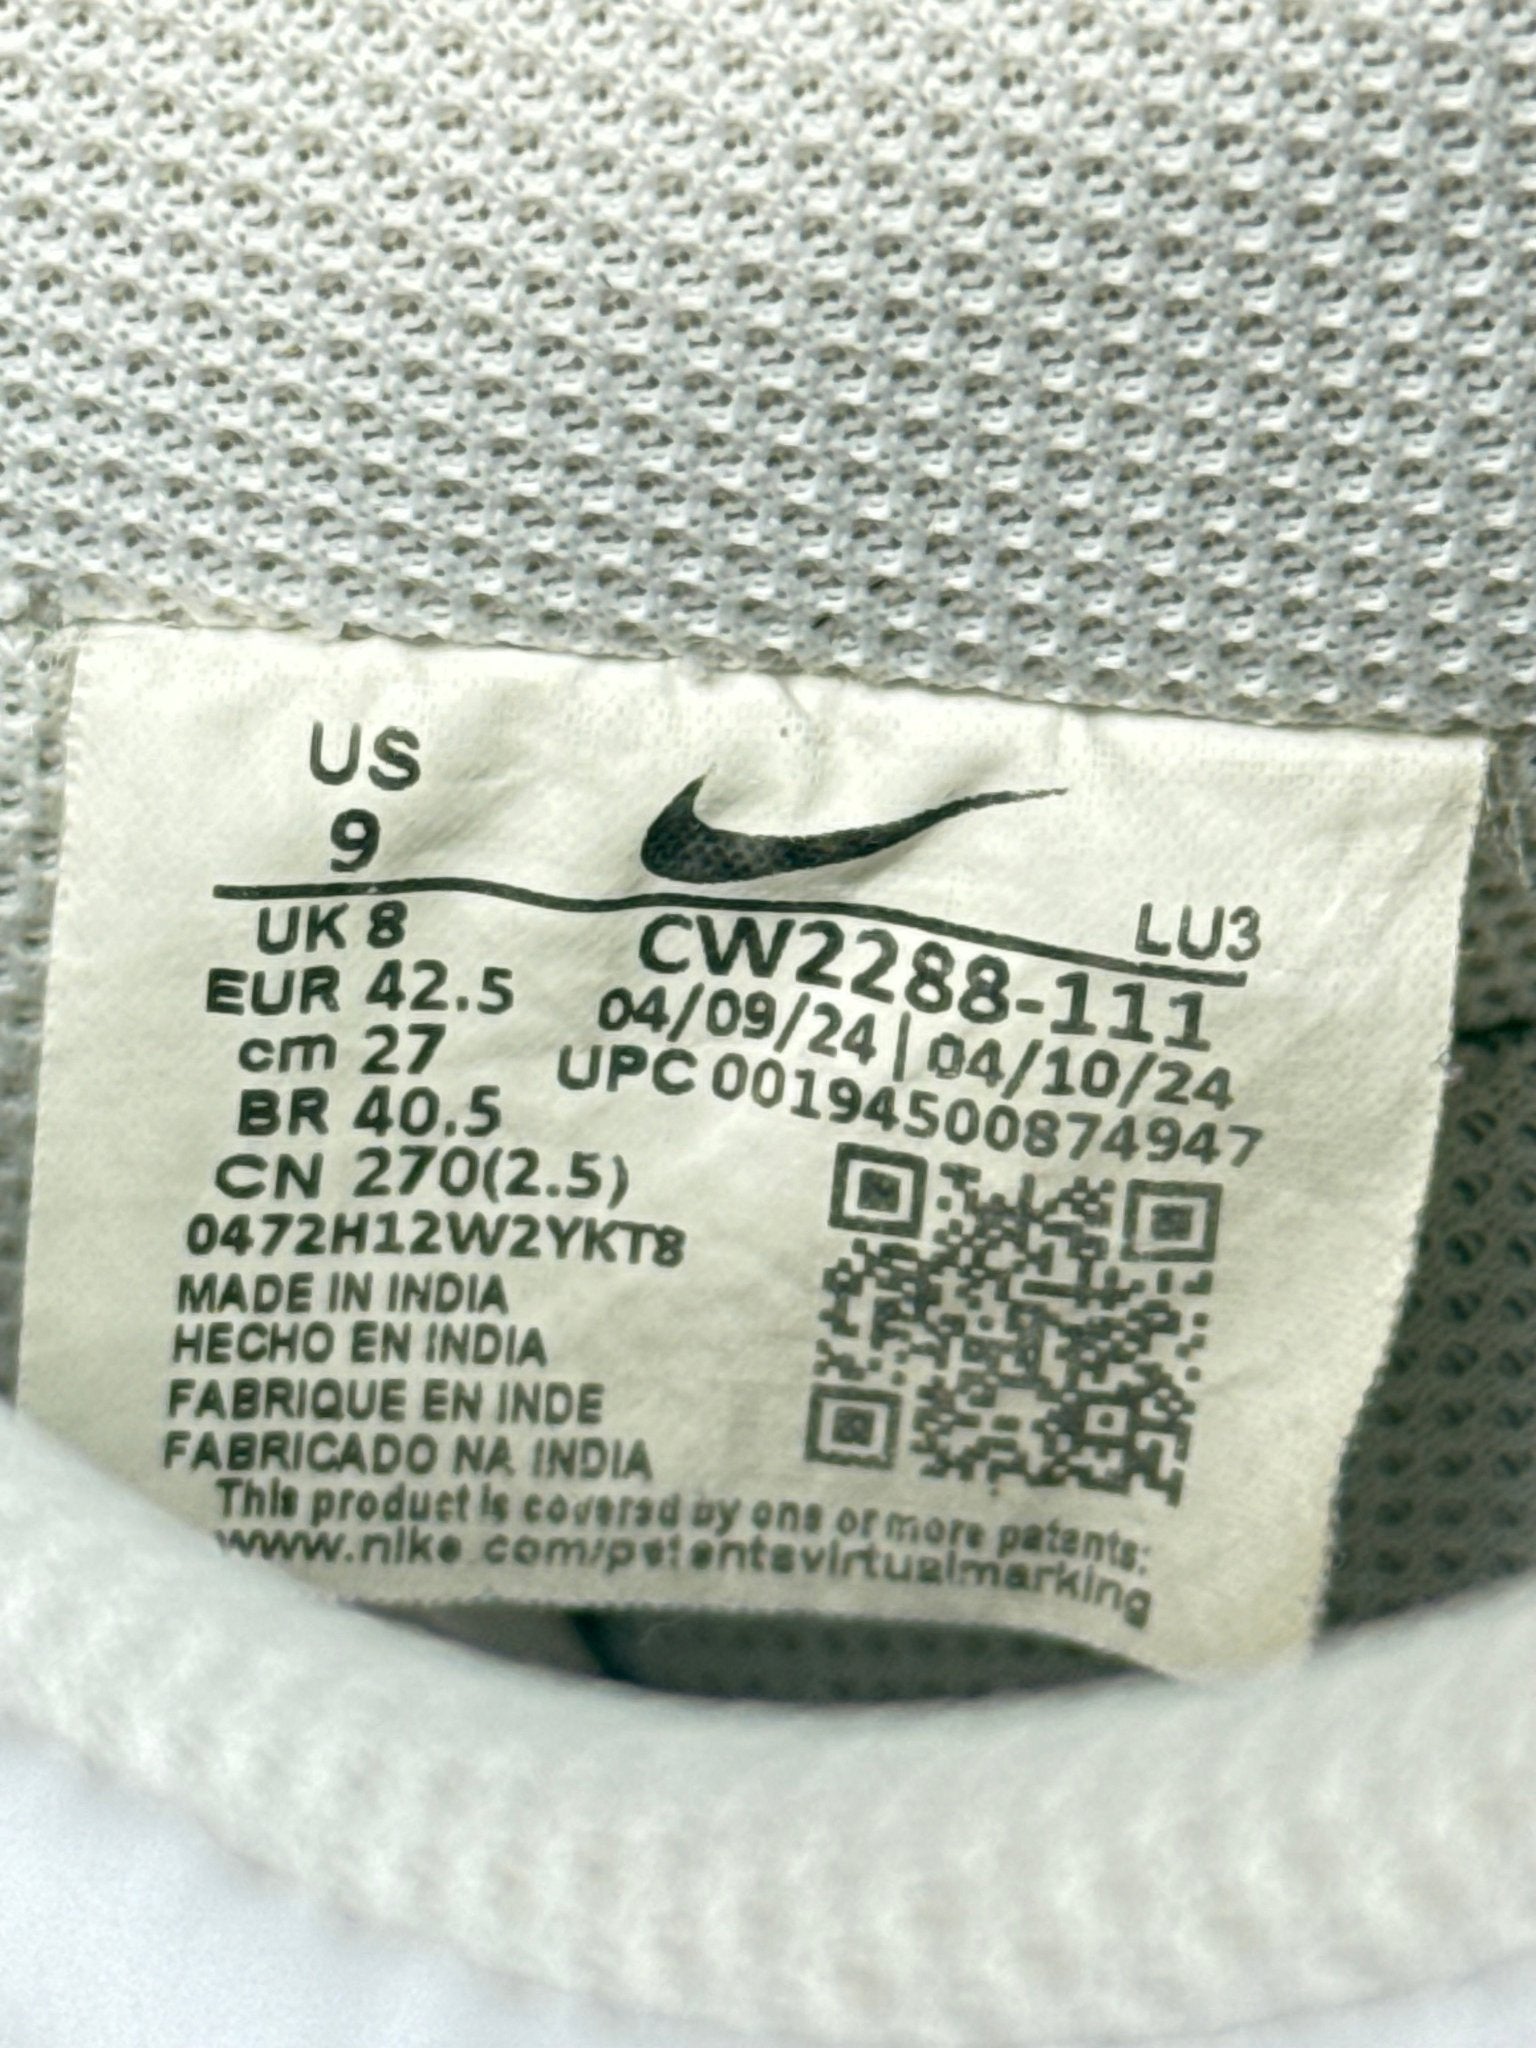 US
9
LU3
UK 8
CW2288-111
EUR 42.5
04/09/24 | 04/10/24
cm 27
UPC 00194500874947
BR 40.5
CN 270(2.5)
0472H12W2YKT8
MADE IN INDIA
HECHO EN INDIA
FABRIQUE EN INDE
FABRICADO NA INDIA
This product is covered by one or more patents:
www.nike.com/patentsvirtualmarking